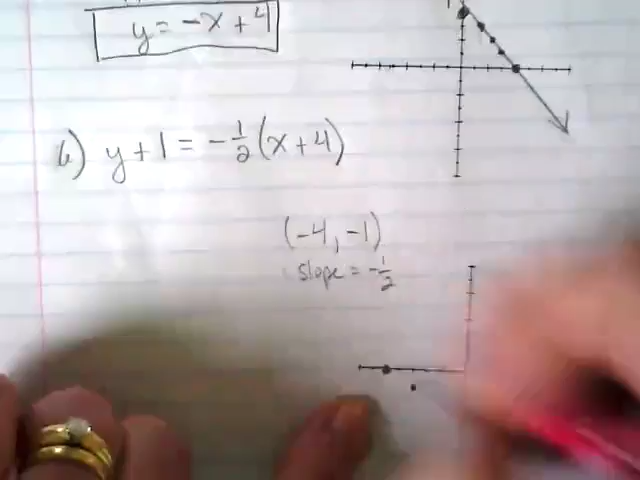 y = -x + 4
6) y + 1 = -1/2 (x + 4)
(-4, -1)
slope = -1/2